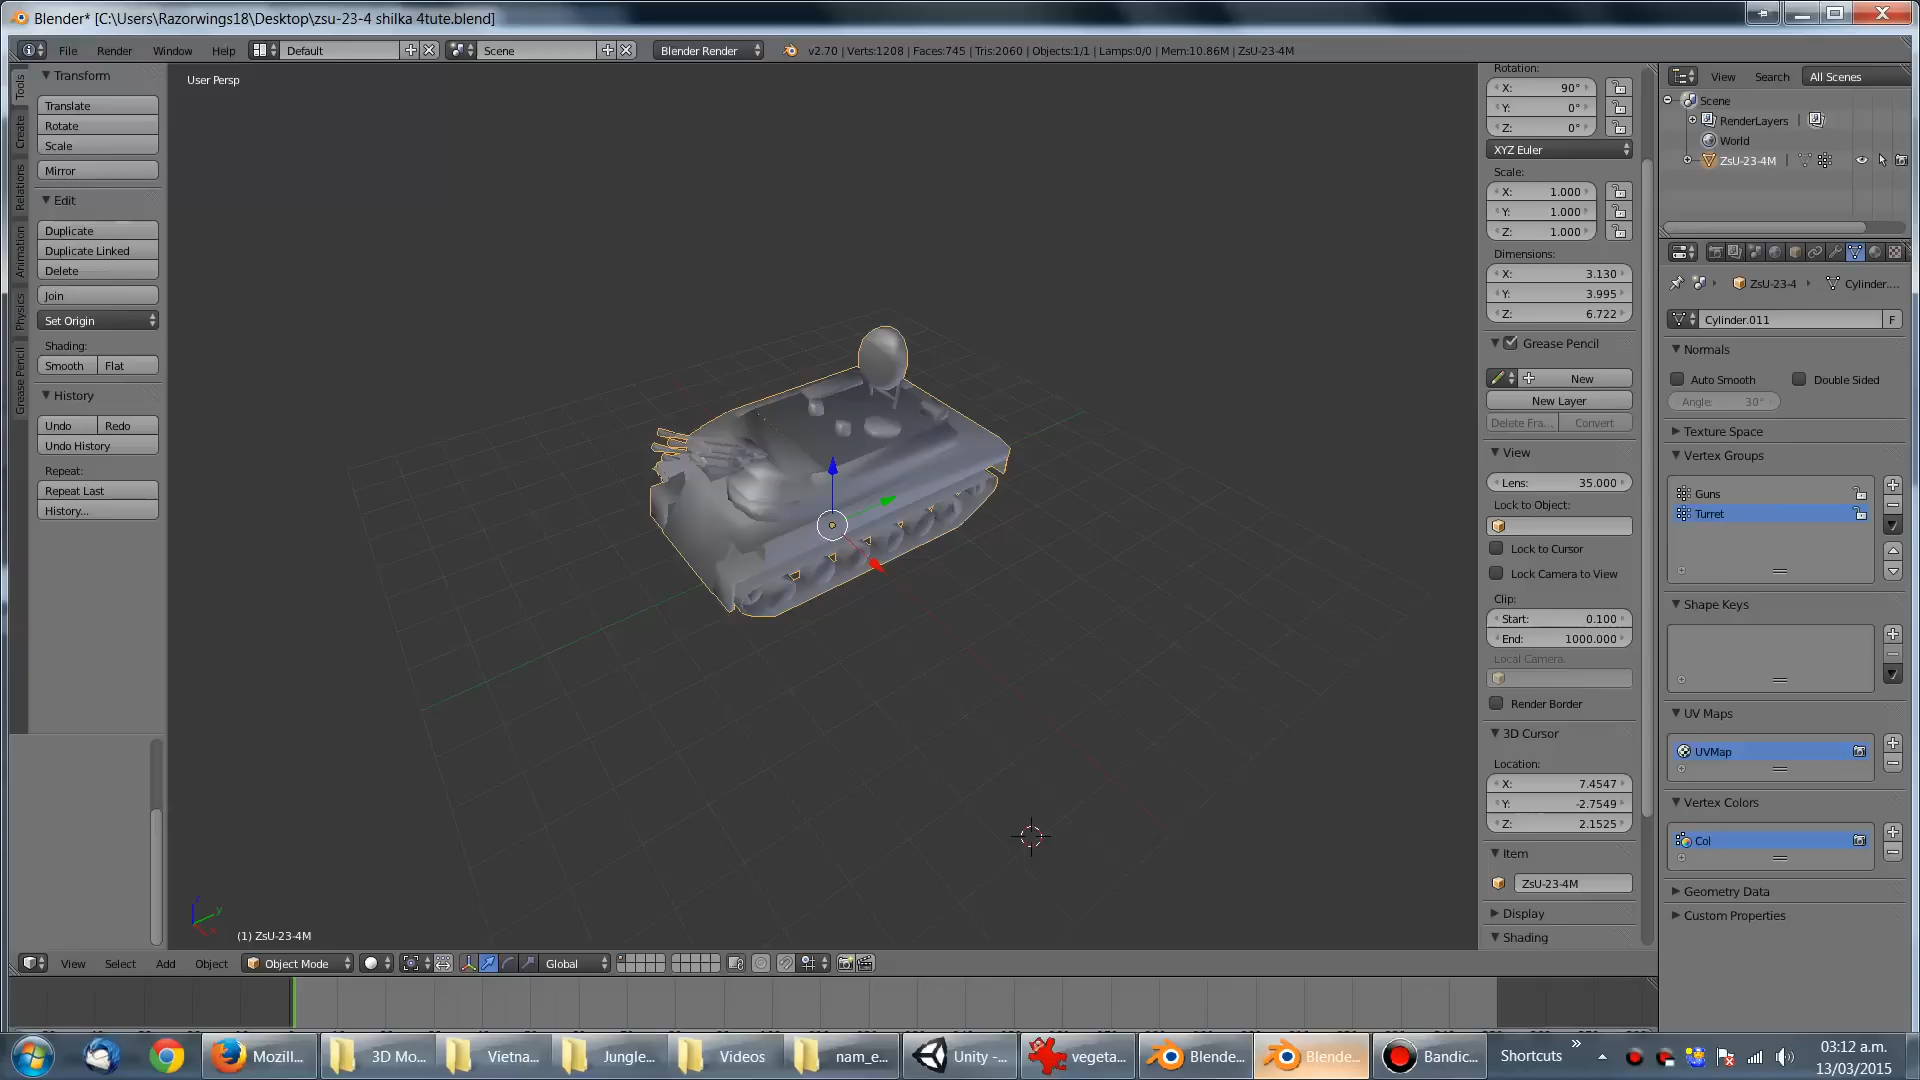 Blender* [C:\Users\Razorwings18\Desktop\zsu-23-4 shilka 4tute.blend]
File Render Window Help Default Scene Blender Render v2.70 | Verts:1208 | Faces:745 | Tris:2060 | Objects:1/1 | Lamps:0/0 | Mem:10.86M | ZsU-23-4M
Tools
Create
Relations
Animation
Physics
Grease Pencil
Transform
Translate
Rotate
Scale
Mirror
Edit
Duplicate
Duplicate Linked
Delete
Join
Set Origin
Shading:
Smooth Flat
History
Undo Redo
Undo History
Repeat:
Repeat Last
History...
User Persp
(1) ZsU-23-4M
Rotation:
X: 90°
Y: 0°
Z: 0°
XYZ Euler
Scale:
X: 1.000
Y: 1.000
Z: 1.000
Dimensions:
X: 3.130
Y: 3.995
Z: 6.722
Grease Pencil
New
New Layer
Delete Fra... Convert
View
Lens: 35.000
Lock to Object:
Lock to Cursor
Lock Camera to View
Clip:
Start: 0.100
End: 1000.000
Local Camera:
Render Border
3D Cursor
Location:
X: 7.4547
Y: -2.7549
Z: 2.1525
Item
ZsU-23-4M
Display
Shading
View Search All Scenes
Scene
RenderLayers |
World
ZsU-23-4M |
ZsU-23-4 Cylinder....
Cylinder.011 F
Normals
Auto Smooth Double Sided
Angle: 30°
Texture Space
Vertex Groups
Guns
Turret
Shape Keys
UV Maps
UVMap
Vertex Colors
Col
Geometry Data
Custom Properties
View Select Add Object Object Mode Global
Mozill... 3D Mo... Vietna... Jungle... Videos nam_e... Unity -... vegeta... Blende... Blende... Bandic... Shortcuts »
03:12 a.m.
13/03/2015